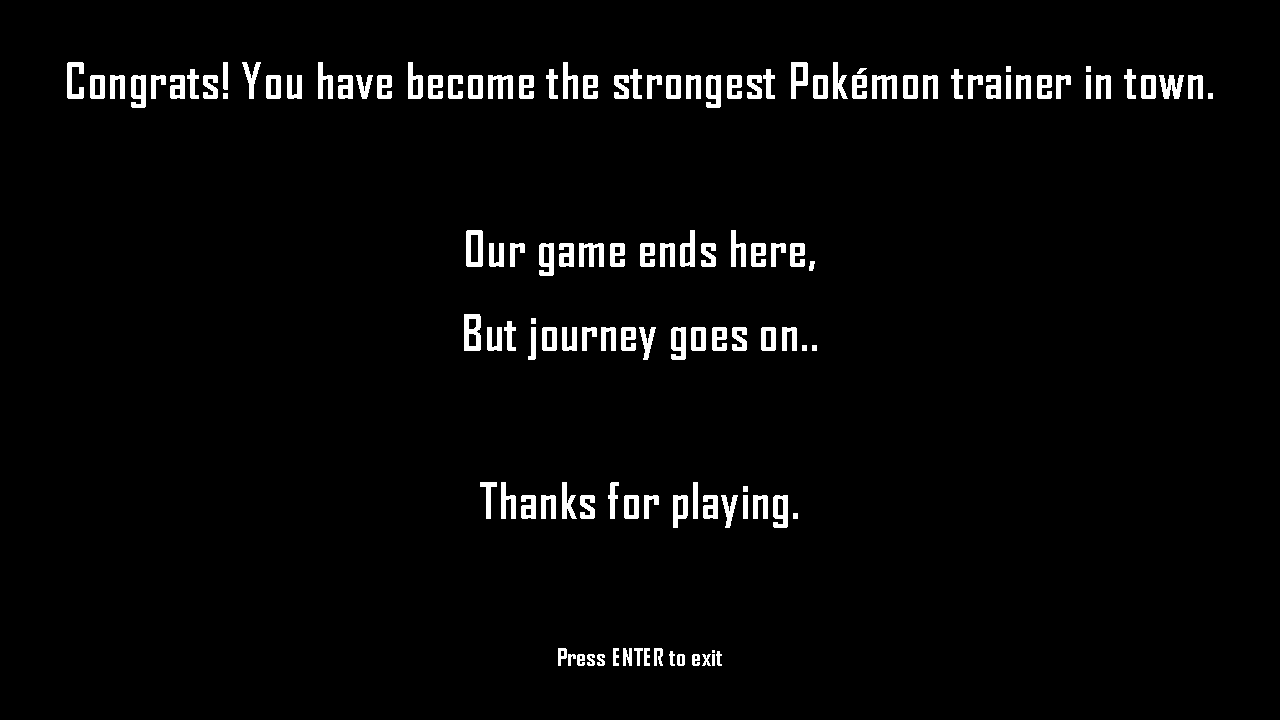 Congrats! You have become the strongest Pokémon trainer in town.
Our game ends here,
But journey goes on..
Thanks for playing.
Press ENTER to exit